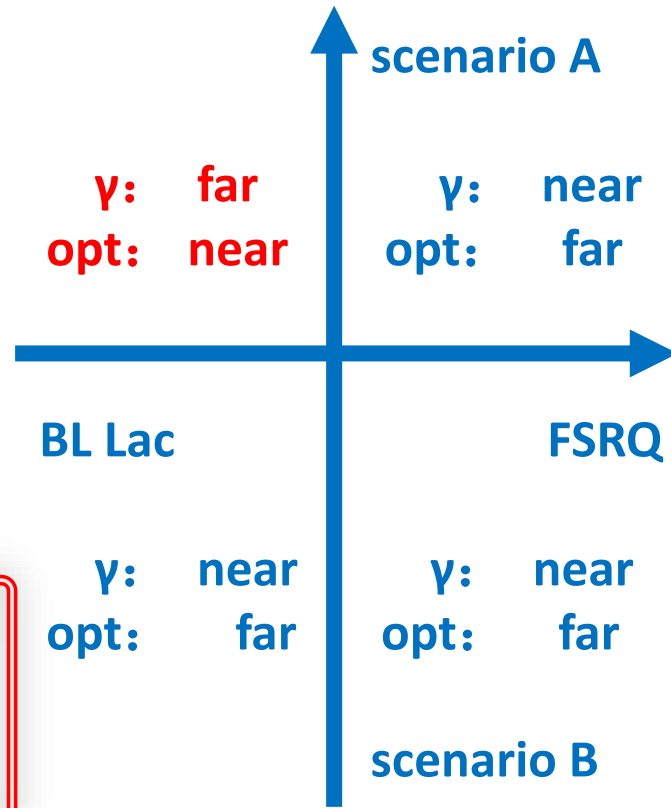 scenario A
γ: far
opt: near
γ: near
opt: far
BL Lac
FSRQ
γ: near
opt: far
γ: near
opt: far
scenario B